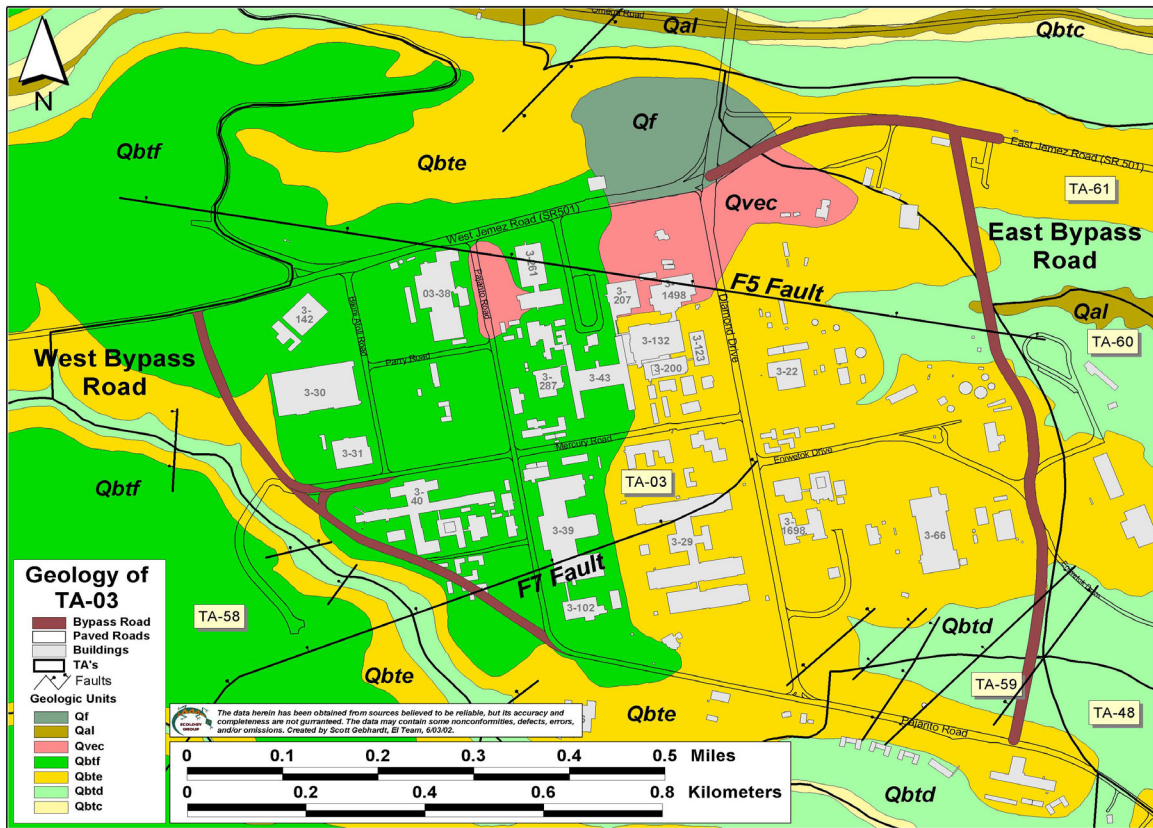 Omega Road
Qal
Qbtc
N
Qbtf
Qbte
Qf
East Jemez Road (SR 501)
TA-61
Qvec
West Jemez Road (SR501)
East Bypass
Road
3-261
03-38
Pajarito Road
3-
207
3-
1498
F5 Fault
Diamond Drive
Qal
TA-60
3-
142
West Bypass
Road
Parry Road
3-132
3-123
3-200
3-
287
3-43
3-22
3-30
3-31
Mercury Road
Eniwetok Drive
Qbtf
TA-03
3-
40
3-39
3-29
3-
1698
3-66
F7 Fault
3-102
Eniwetok Drive
TA-58
Qbtd
Qbte
Qbte
TA-59
TA-48
Pajarito Road
Qbtd
Geology of
TA-03
Bypass Road
Paved Roads
Buildings
TA's
Faults
Geologic Units
Qf
Qal
Qvec
Qbtf
Qbte
Qbtd
Qbtc
ECOLOGY
GROUP
The data herein has been obtained from sources believed to be reliable, but its accuracy and
completeness are not gurranteed. The data may contain some nonconformities, defects, errors,
and/or omissions. Created by Scott Gebhardt, EI Team, 6/03/02.
0 0.1 0.2 0.3 0.4 0.5 Miles
0 0.2 0.4 0.6 0.8 Kilometers